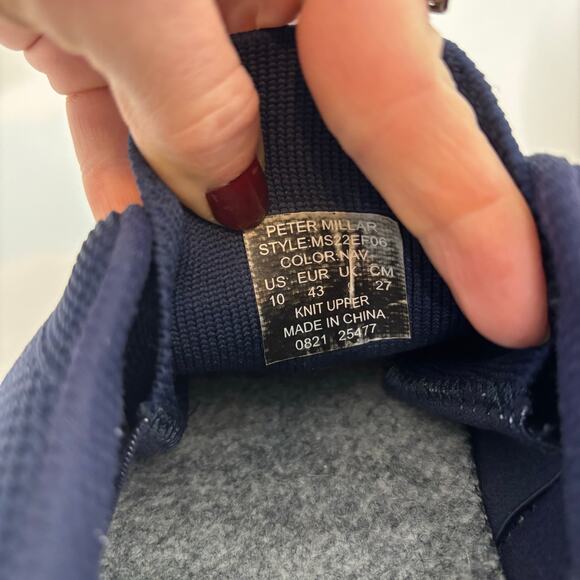 PETER MILLAR
STYLE:MS22EF06
COLOR:NAV
US EUR UK CM
10 43 27
KNIT UPPER
MADE IN CHINA
0821 25477